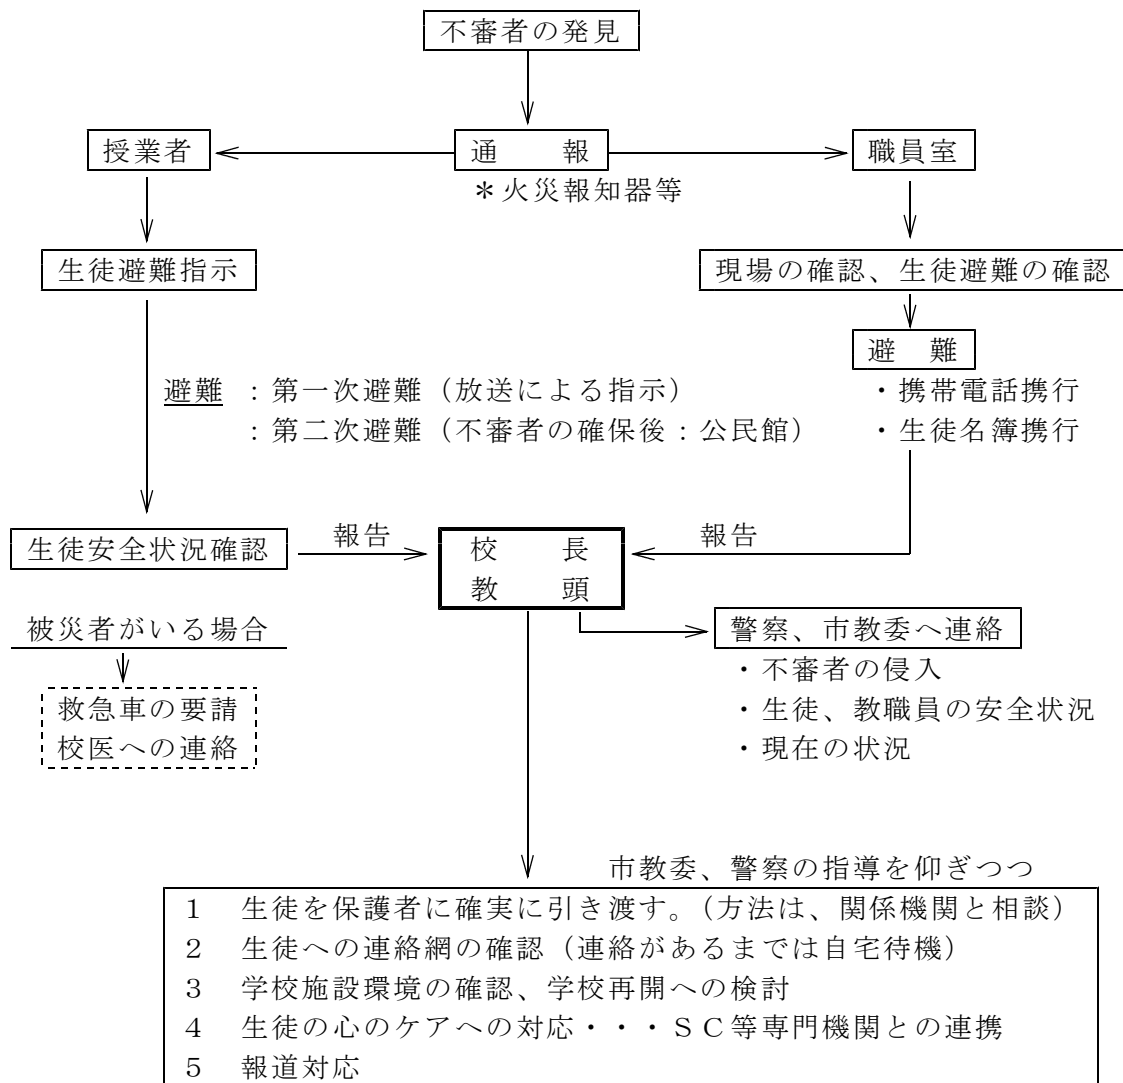 不審者の発見
授業者
通　　報
職員室
＊火災報知器等
生徒避難指示
現場の確認、生徒避難の確認
避　難
避難 ：第一次避難（放送による指示）
：第二次避難（不審者の確保後：公民館）
・携帯電話携行
・生徒名簿携行
生徒安全状況確認
報告
校　　長
教　　頭
報告
被災者がいる場合
救急車の要請
校医への連絡
警察、市教委へ連絡
・不審者の侵入
・生徒、教職員の安全状況
・現在の状況
市教委、警察の指導を仰ぎつつ
１　生徒を保護者に確実に引き渡す。（方法は、関係機関と相談）
２　生徒への連絡網の確認（連絡があるまでは自宅待機）
３　学校施設環境の確認、学校再開への検討
４　生徒の心のケアへの対応・・・ＳＣ等専門機関との連携
５　報道対応